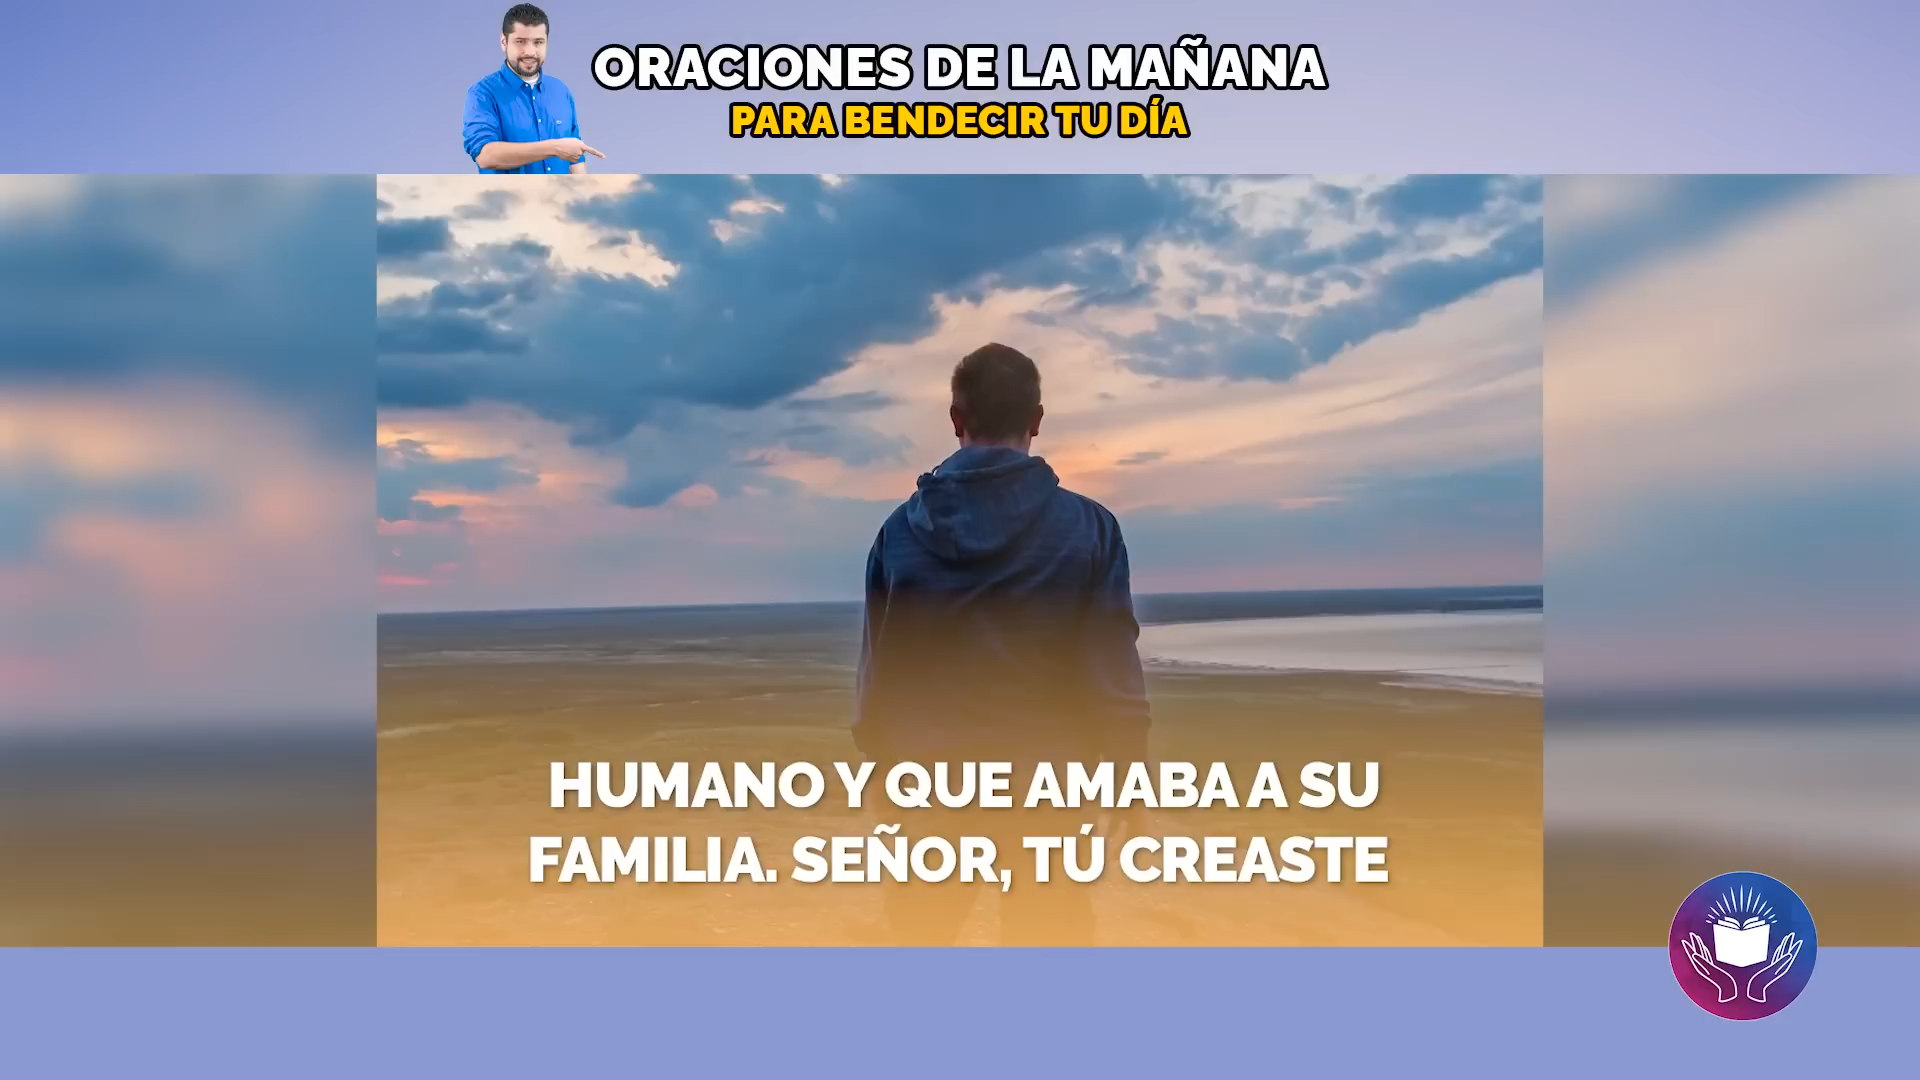 ORACIONES DE LA MAÑANA
PARA BENDECIR TU DÍA
HUMANO Y QUE AMABA A SU
FAMILIA. SEÑOR, TÚ CREASTE